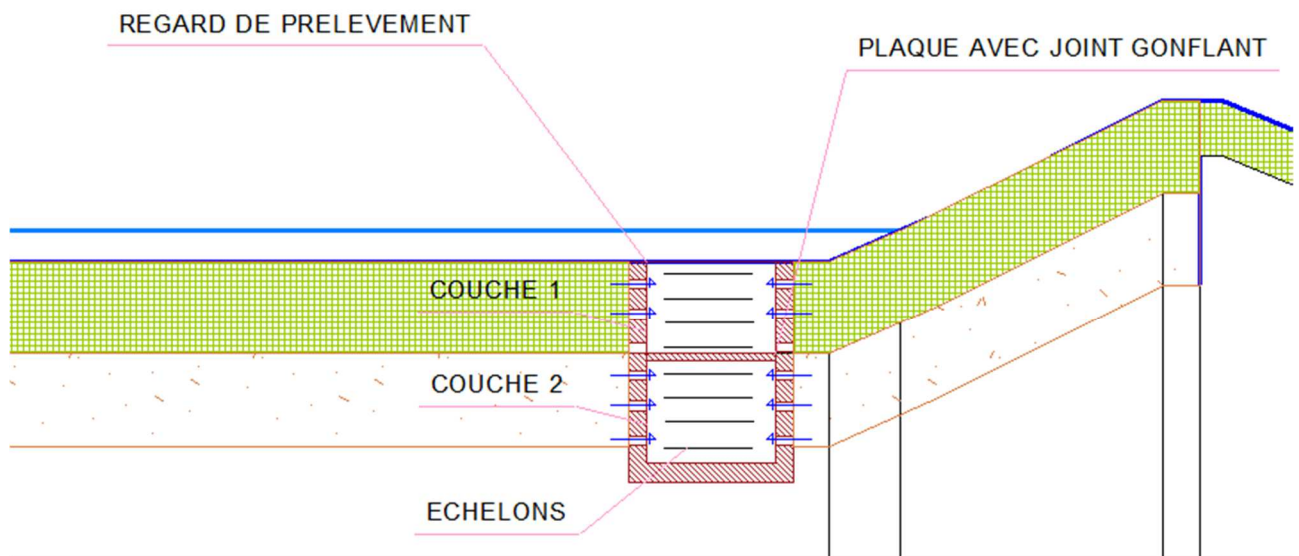 REGARD DE PRELEVEMENT
PLAQUE AVEC JOINT GONFLANT
COUCHE 1
COUCHE 2
ECHELONS